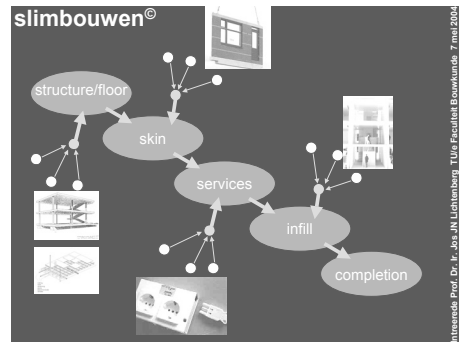 slimbouwen©
structure/floor
skin
services
infill
completion
Intreerede Prof. Dr. Ir. Jos JN Lichtenberg TU/e Faculteit Bouwkunde 7 mei 2004